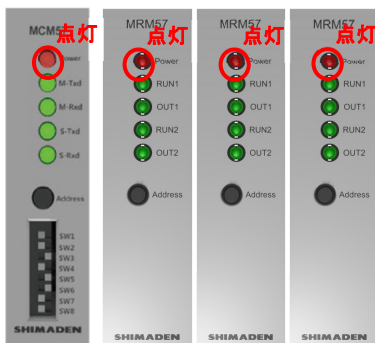 MCM57
点灯
Power
M-Txd
M-Rxd
S-Txd
S-Rxd
Address
SW1
SW2
SW3
SW4
SW5
SW6
SW7
SW8
SHIMADEN
MRM57
点灯
Power
RUN1
OUT1
RUN2
OUT2
Address
SHIMADEN
MRM57
点灯
Power
RUN1
OUT1
RUN2
OUT2
Address
SHIMADEN
MRM57
点灯
Power
RUN1
OUT1
RUN2
OUT2
Address
SHIMADEN